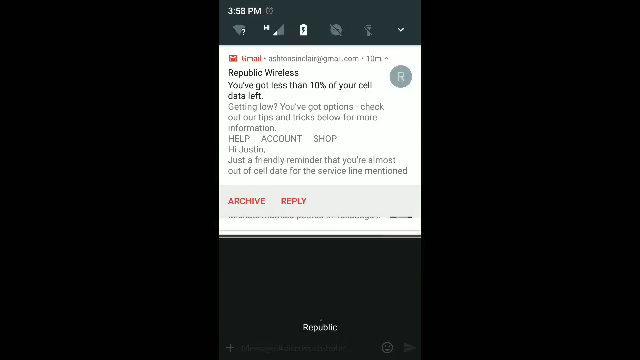 3:58 PM
Gmail · ashtonsinclair@gmail.com · 10m
Republic Wireless
You've got less than 10% of your cell
data left.
R
Getting low? You've got options - check
out our tips and tricks below for more
information.
HELP ACCOUNT SHOP
Hi Justin,
Just a friendly reminder that you're almost
out of cell date for the service line mentioned
ARCHIVE REPLY
Republic